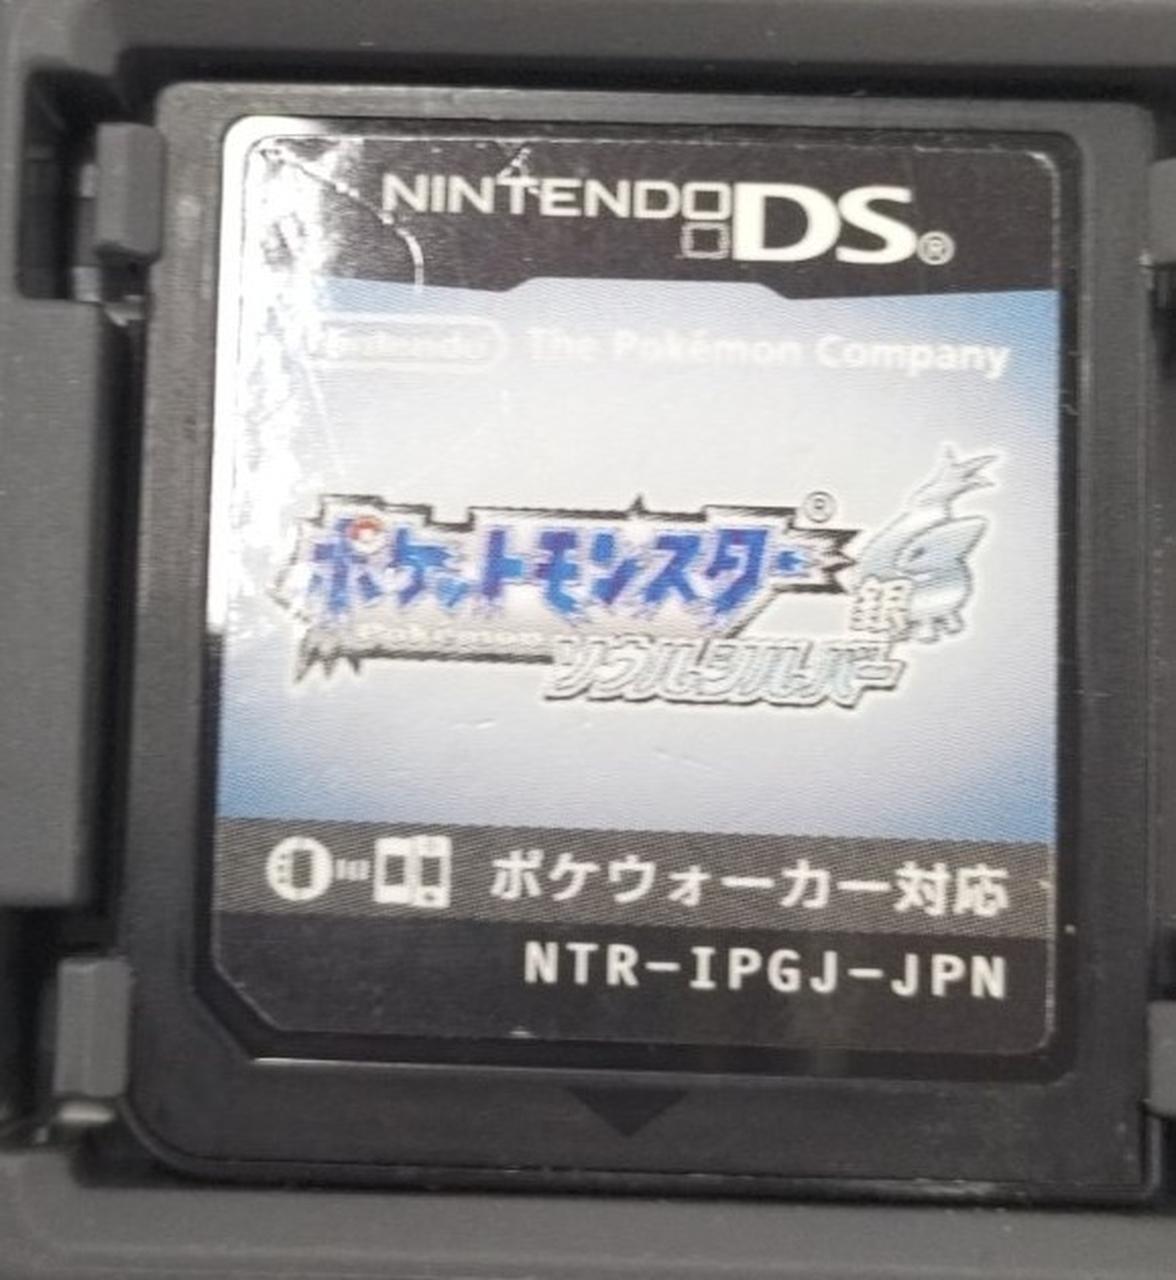 NINTENDO DS®
Nintendo The Pokémon Company
ポケットモンスター®
Pokémon
銀
ソウルシルバー
ポケウォーカー対応
NTR-IPGJ-JPN